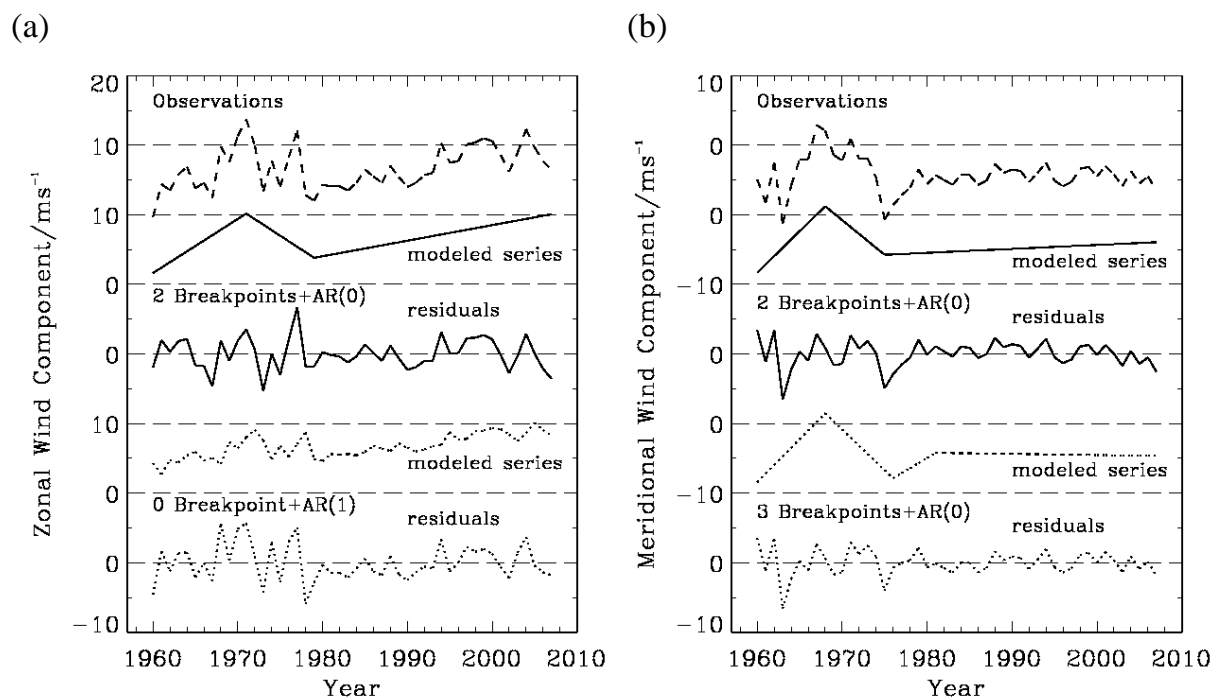 (a)
Zonal Wind Component/ms⁻¹
20
Observations
10
10
modeled series
0
2 Breakpoints+AR(0)
residuals
0
10
modeled series
0
0 Breakpoint+AR(1)
residuals
0
-10
1960 1970 1980 1990 2000 2010
Year
(b)
Meridional Wind Component/ms⁻¹
10
Observations
0
0
modeled series
-10
2 Breakpoints+AR(0)
residuals
0
0
modeled series
-10
3 Breakpoints+AR(0)
residuals
0
-10
1960 1970 1980 1990 2000 2010
Year